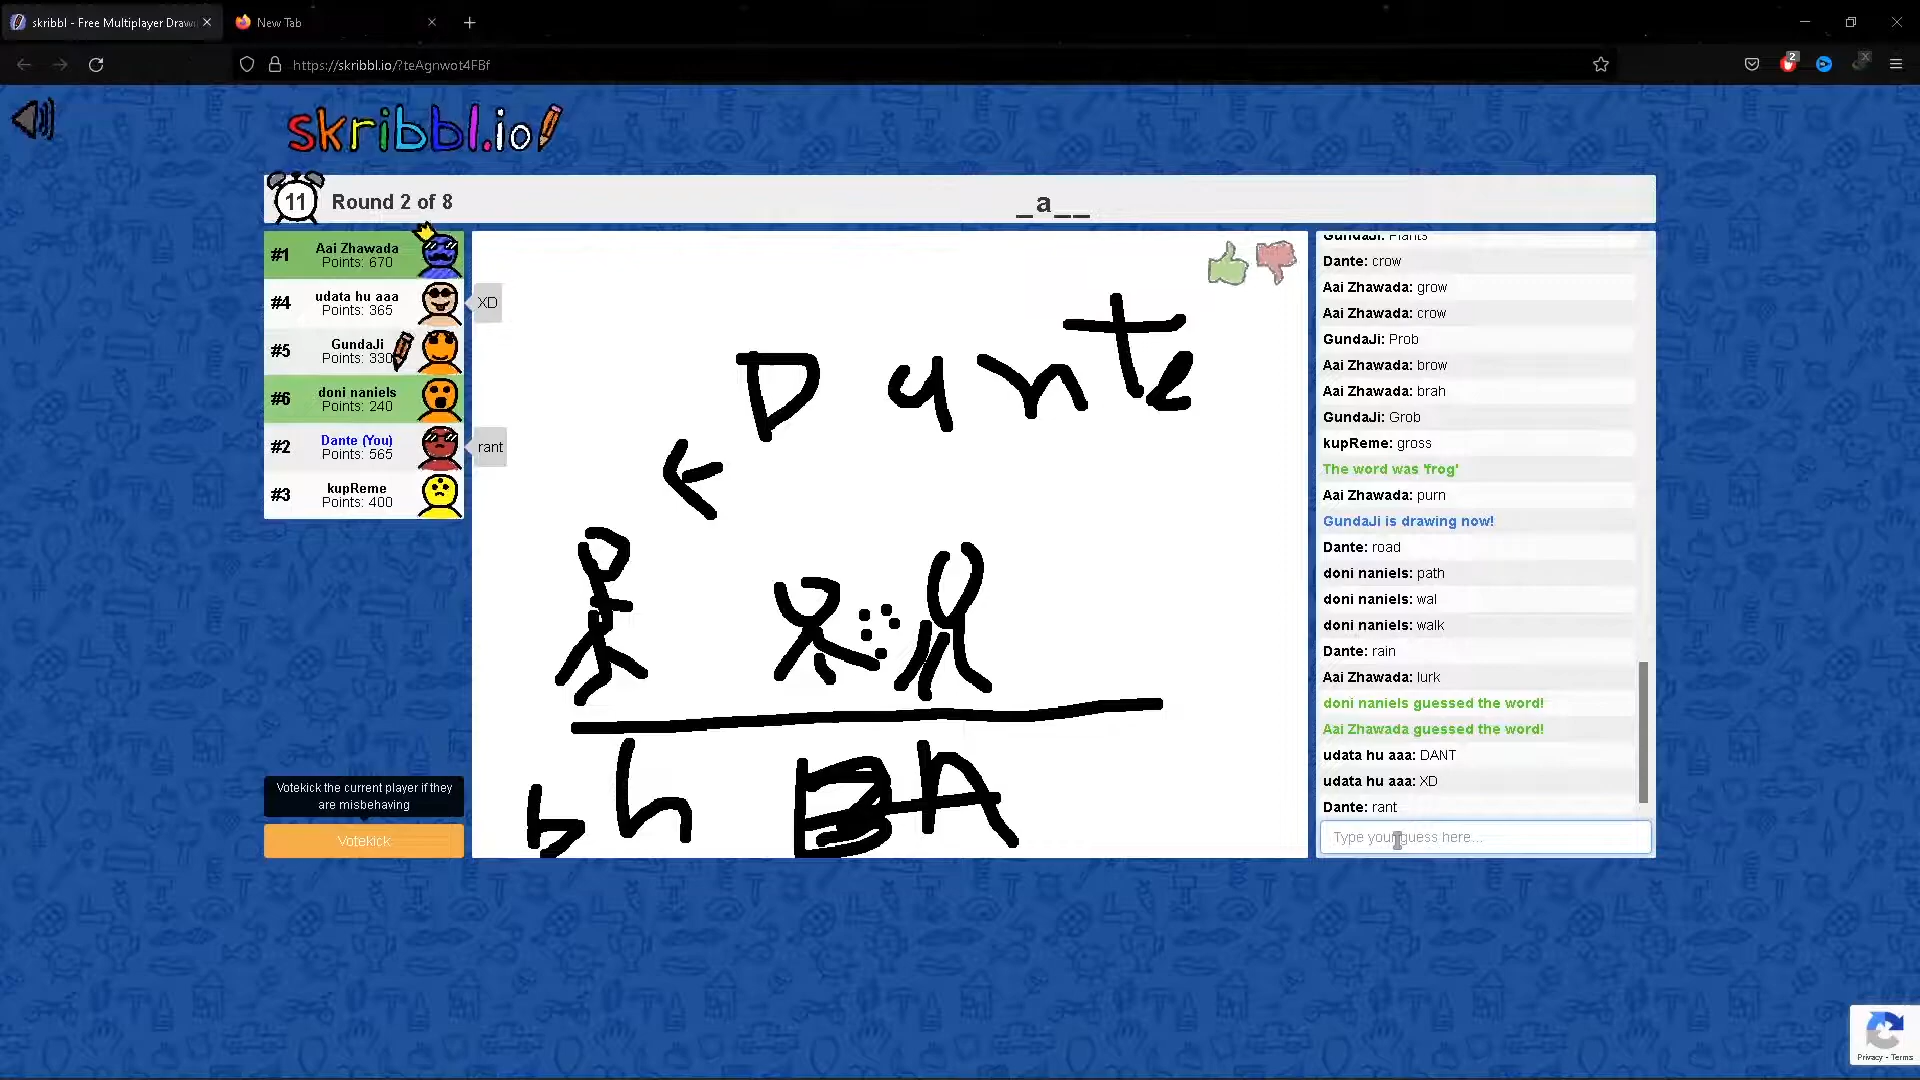 skribbl - Free Multiplayer Draw
New Tab
https://skribbl.io/?teAgnwot4FBf
2
skribbl.io
11
Round 2 of 8
_a__
#1 Aai Zhawada
Points: 670
#4 udata hu aaa
Points: 365
XD
#5 GundaJi
Points: 330
#6 doni naniels
Points: 240
#2 Dante (You)
Points: 565
rant
#3 kupReme
Points: 400
Votekick the current player if they
are misbehaving
Votekick
Dante
GundaJi: Plants
Dante: crow
Aai Zhawada: grow
Aai Zhawada: crow
GundaJi: Prob
Aai Zhawada: brow
Aai Zhawada: brah
GundaJi: Grob
kupReme: gross
The word was 'frog'
Aai Zhawada: purn
GundaJi is drawing now!
Dante: road
doni naniels: path
doni naniels: wal
doni naniels: walk
Dante: rain
Aai Zhawada: lurk
doni naniels guessed the word!
Aai Zhawada guessed the word!
udata hu aaa: DANT
udata hu aaa: XD
Dante: rant
Type your guess here...
Privacy - Terms